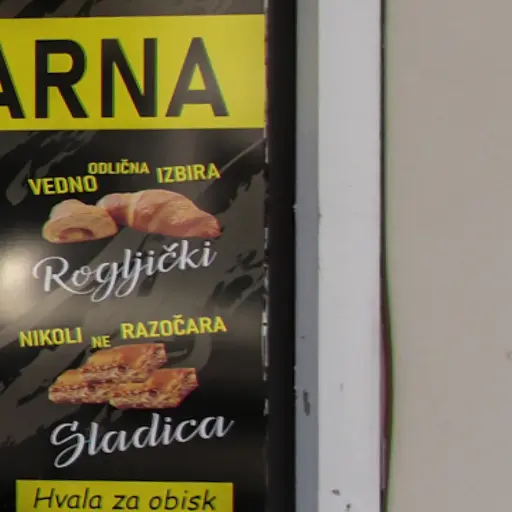 ARNA
VEDNO ODLIČNA IZBIRA
Rogljički
NIKOLI NE RAZOČARA
Sladica
Hvala za obisk